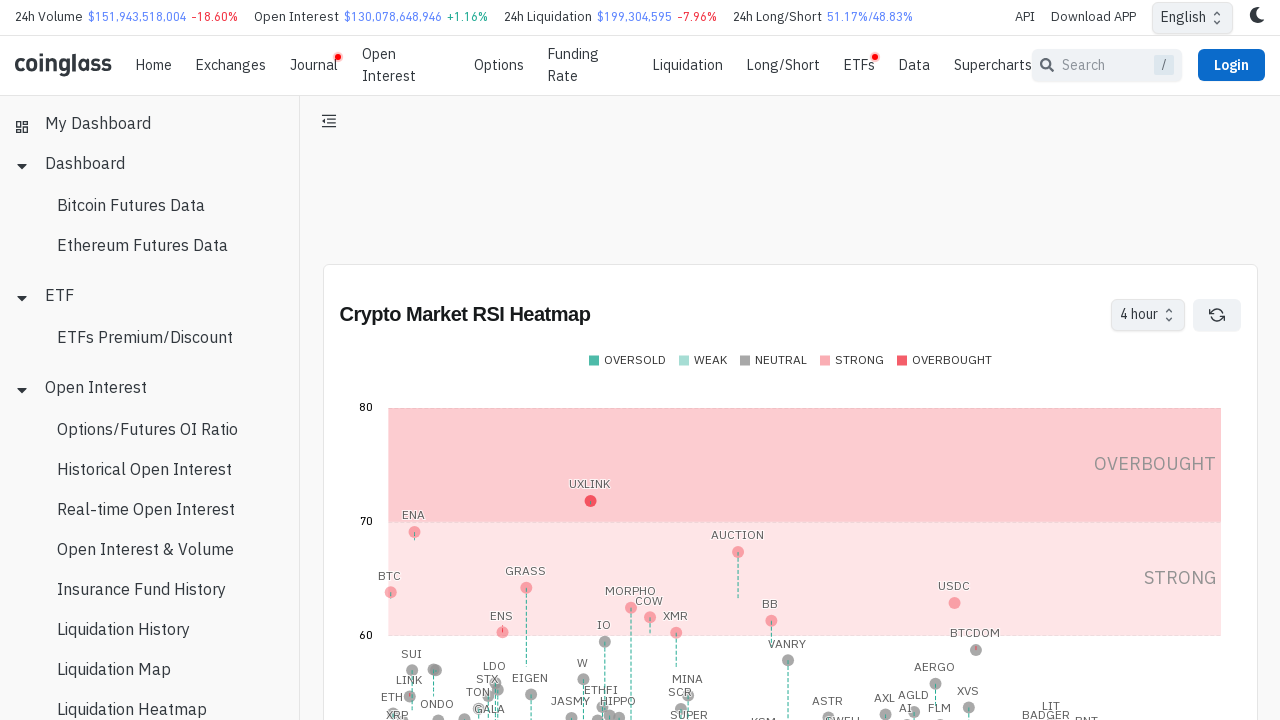 24h Volume $151,943,518,004 -18.60% Open Interest $130,078,648,946 +1.16% 24h Liquidation $199,304,595 -7.96% 24h Long/Short 51.17%/48.83% API Download APP English
coinglass Home Exchanges Journal Open Interest Options Funding Rate Liquidation Long/Short ETFs Data Supercharts Search / Login
My Dashboard
Dashboard
Bitcoin Futures Data
Ethereum Futures Data
ETF
ETFs Premium/Discount
Open Interest
Options/Futures OI Ratio
Historical Open Interest
Real-time Open Interest
Open Interest & Volume
Insurance Fund History
Liquidation History
Liquidation Map
Liquidation Heatmap
Crypto Market RSI Heatmap 4 hour
OVERSOLD WEAK NEUTRAL STRONG OVERBOUGHT
80
OVERBOUGHT
UXLINK
ENA
70
AUCTION
BTC
GRASS
STRONG
MORPHO
USDC
COW
BB
ENS
XMR
IO
60
BTCDOM
VANRY
SUI
LDO
W
AERGO
LINK
STX
EIGEN
MINA
TON
ETHFI
SCR
XVS
ETH
ONDO
GALA
JASMY
HIPPO
ASTR
AXL
AGLD
AI
FLM
LIT
XRP
SUPER
BADGER